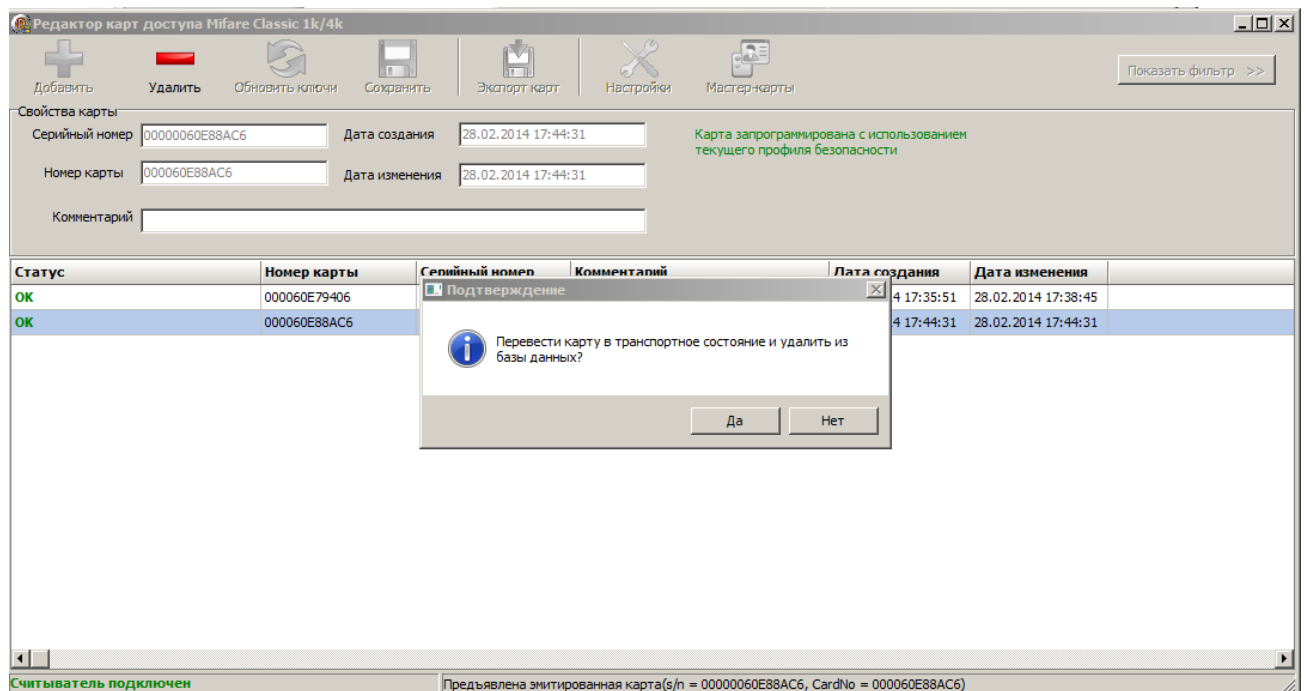 Редактор карт доступа Mifare Classic 1k/4k
Добавить Удалить Обновить ключи Сохранить Экспорт карт Настройки Мастер-карты Показать фильтр >>
Свойства карты
Серийный номер 00000060E88AC6 Дата создания 28.02.2014 17:44:31 Карта запрограммирована с использованием
текущего профиля безопасности
Номер карты 000060E88AC6 Дата изменения 28.02.2014 17:44:31
Комментарий
Статус Номер карты Серийный номер Комментарий Дата создания Дата изменения
OK 000060E79406 4 17:35:51 28.02.2014 17:38:45
OK 000060E88AC6 4 17:44:31 28.02.2014 17:44:31
Подтверждение
Перевести карту в транспортное состояние и удалить из
базы данных?
Да Нет
Считыватель подключен Предъявлена эмитированная карта(s/n = 00000060E88AC6, CardNo = 000060E88AC6)